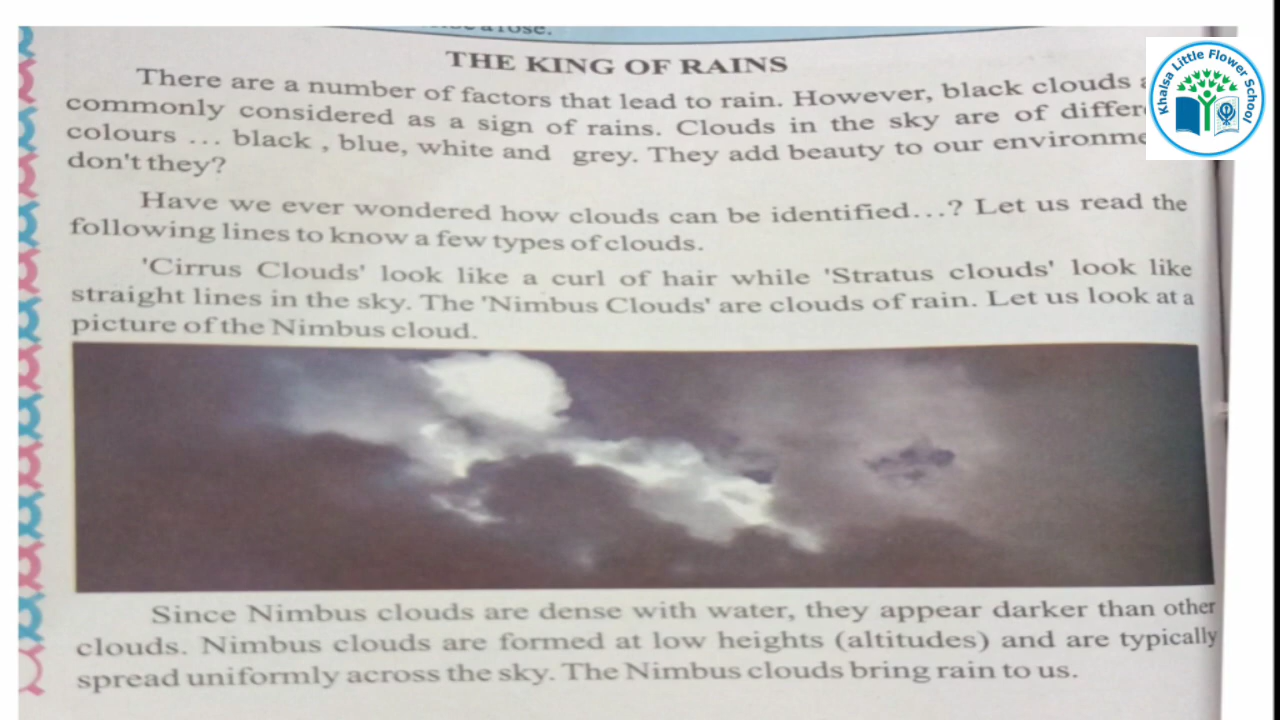 a rose.
THE KING OF RAINS
There are a number of factors that lead to rain. However, black clouds
commonly considered as a sign of rains. Clouds in the sky are of
colours ... black , blue, white and grey. They add beauty to our
don't they?
Have we ever wondered how clouds can be identified...? Let us read the
following lines to know a few types of clouds.
'Cirrus Clouds' look like a curl of hair while 'Stratus clouds' look like
straight lines in the sky. The 'Nimbus Clouds' are clouds of rain. Let us look at a
picture of the Nimbus cloud.
Since Nimbus clouds are dense with water, they appear darker than other
clouds. Nimbus clouds are formed at low heights (altitudes) and are typically
spread uniformly across the sky. The Nimbus clouds bring rain to us.
Khalsa Little Flower School